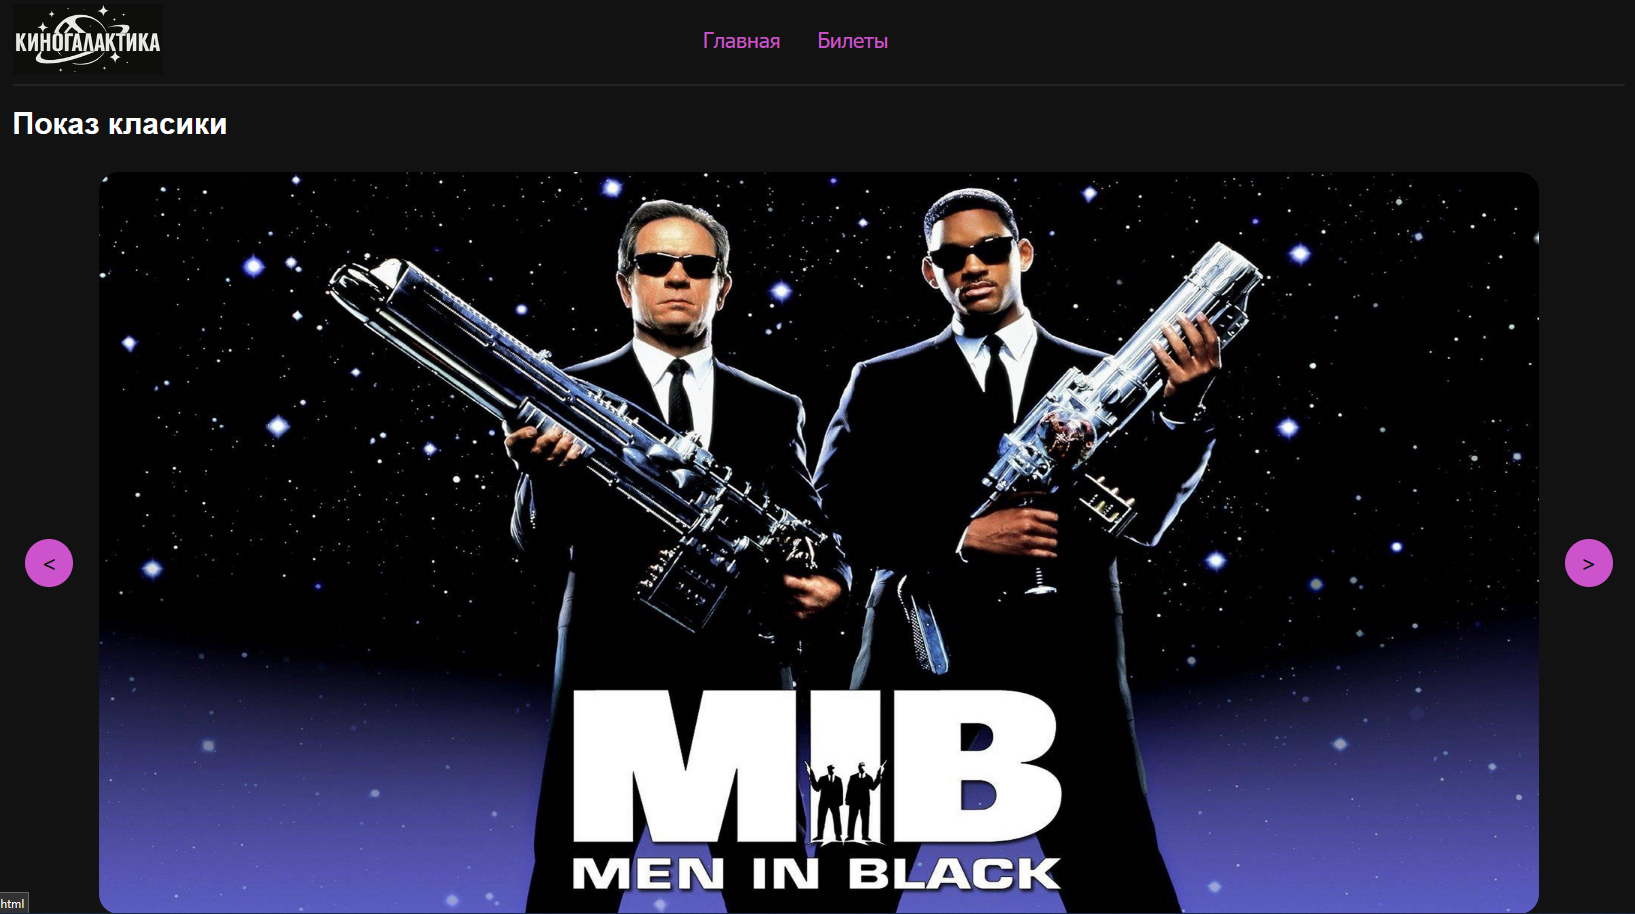 КИНОГАЛАКТИКА
Главная Билеты
Показ класики
<
>
MIB
MEN IN BLACK
html